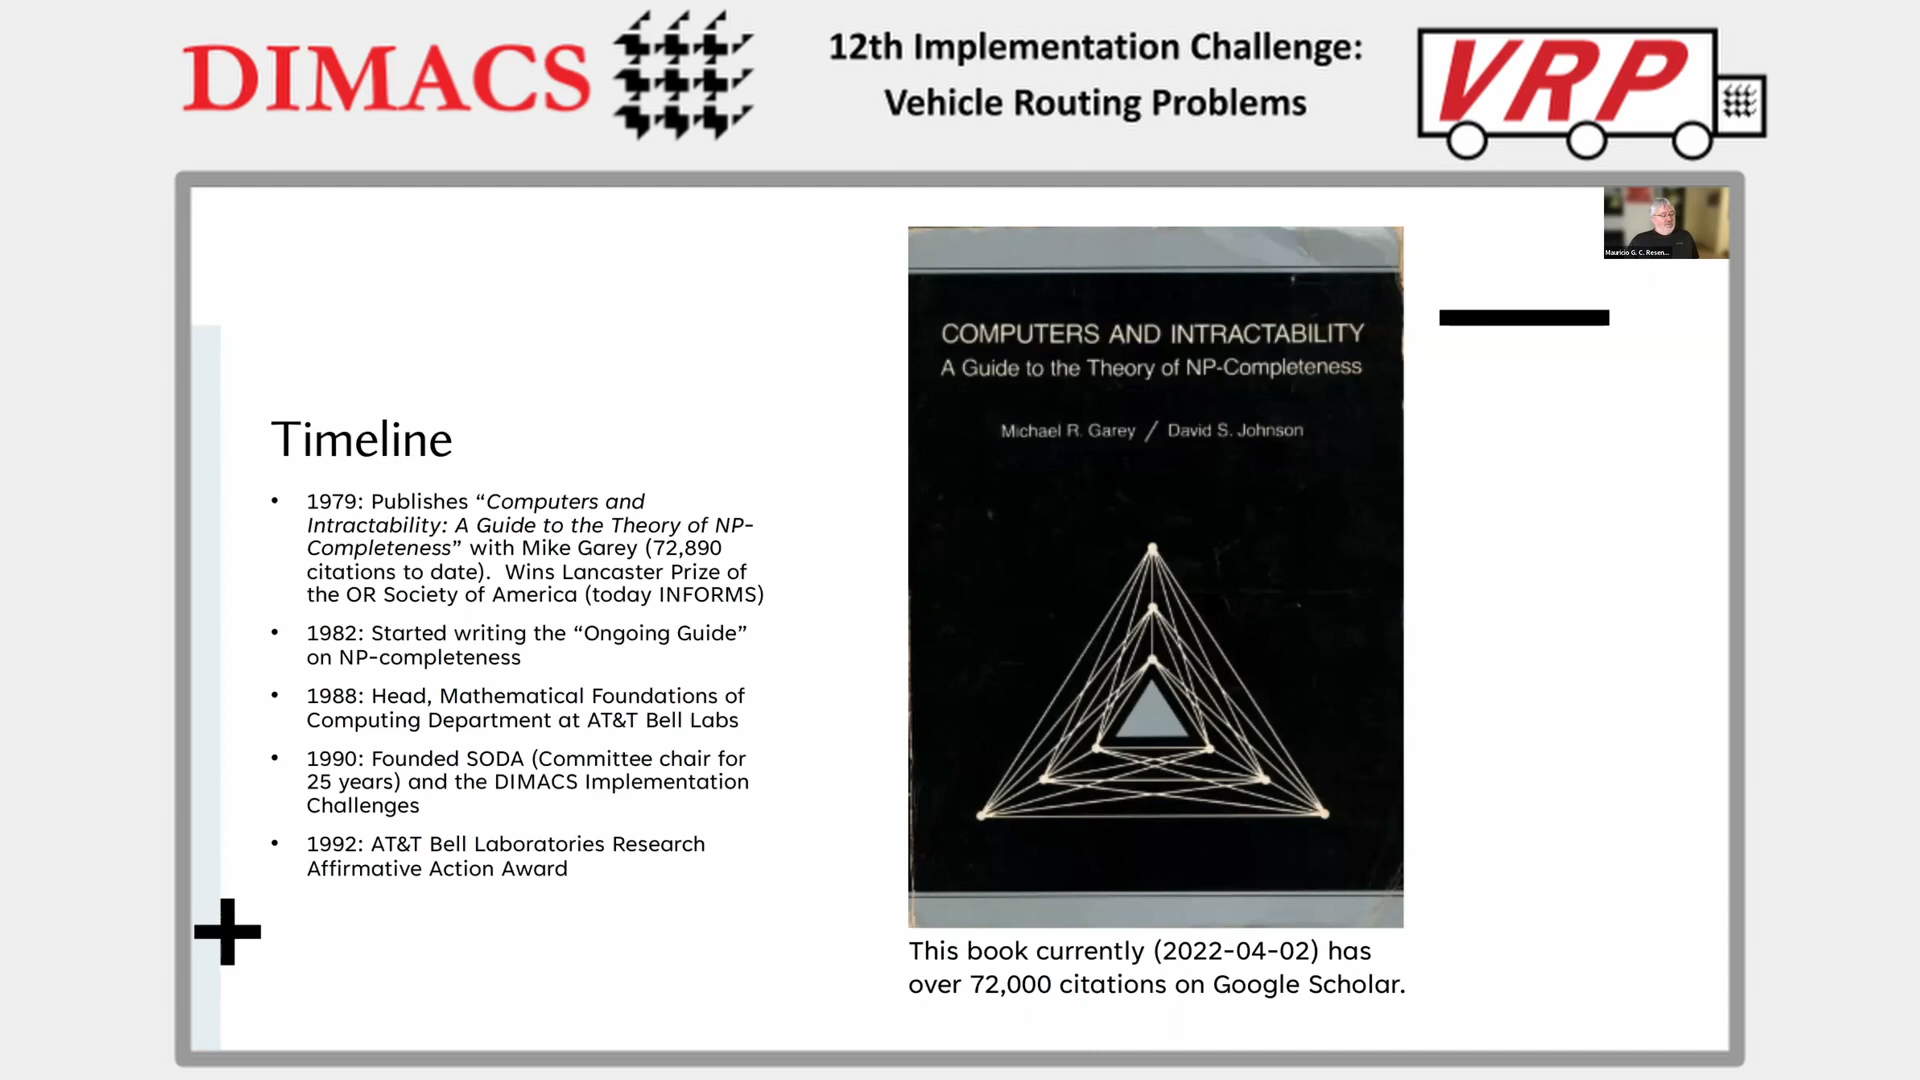 DIMACS
12th Implementation Challenge:
Vehicle Routing Problems
VRP
Mauricio G. C. Resen...
COMPUTERS AND INTRACTABILITY
A Guide to the Theory of NP-Completeness
Michael R. Garey / David S. Johnson
Timeline
• 1979: Publishes “Computers and
Intractability: A Guide to the Theory of NP-
Completeness” with Mike Garey (72,890
citations to date).  Wins Lancaster Prize of
the OR Society of America (today INFORMS)
• 1982: Started writing the “Ongoing Guide”
on NP-completeness
• 1988: Head, Mathematical Foundations of
Computing Department at AT&T Bell Labs
• 1990: Founded SODA (Committee chair for
25 years) and the DIMACS Implementation
Challenges
• 1992: AT&T Bell Laboratories Research
Affirmative Action Award
This book currently (2022-04-02) has
over 72,000 citations on Google Scholar.